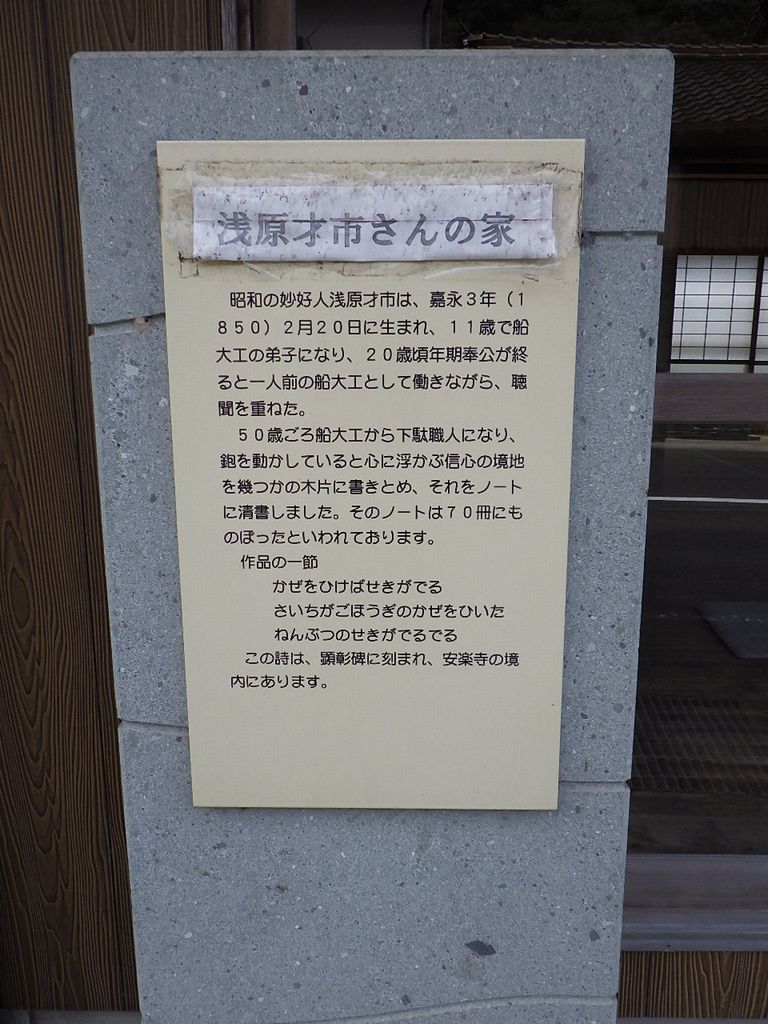 浅原才市さんの家
昭和の妙好人浅原才市は、嘉永３年（１
８５０）２月２０日に生まれ、１１歳で船
大工の弟子になり、２０歳頃年期奉公が終
ると一人前の船大工として働きながら、聴
聞を重ねた。
５０歳ごろ船大工から下駄職人になり、
鉋を動かしていると心に浮かぶ信心の境地
を幾つかの木片に書きとめ、それをノート
に清書しました。そのノートは７０冊にも
のぼったといわれております。
作品の一節
かぜをひけばせきがでる
さいちがごほうぎのかぜをひいた
ねんぶつのせきがでるでる
この詩は、顕彰碑に刻まれ、安楽寺の境
内にあります。